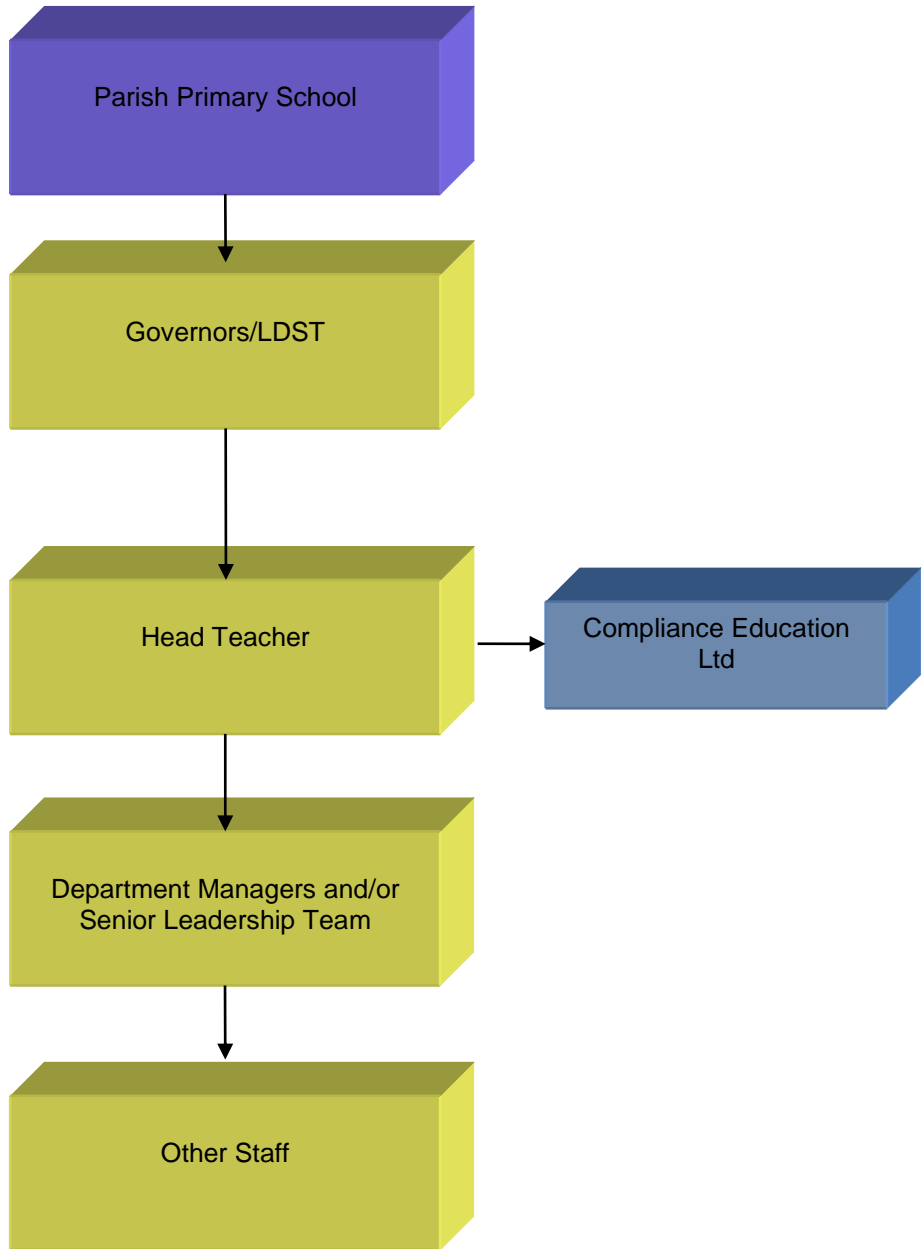 Parish Primary School
Governors/LDST
Head Teacher
Compliance Education
Ltd
Department Managers and/or
Senior Leadership Team
Other Staff